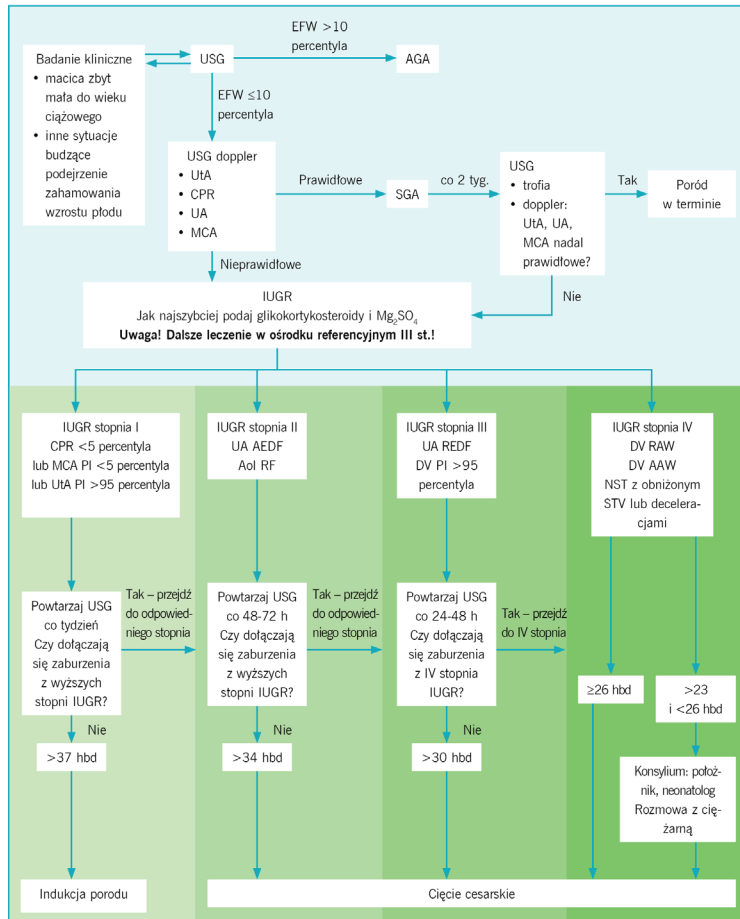 Badanie kliniczne
• macica zbyt
mała do wieku
ciążowego
• inne sytuacje
budzące
podejrzenie
zahamowania
wzrostu płodu
USG
EFW >10
percentyla
AGA
EFW ≤10
percentyla
USG doppler
• UtA
• CPR
• UA
• MCA
Prawidłowe
SGA
co 2 tyg.
USG
• trofia
• doppler:
UtA, UA,
MCA nadal
prawidłowe?
Tak
Poród
w terminie
Nieprawidłowe
Nie
IUGR
Jak najszybciej podaj glikokortykosteroidy i Mg₂SO₄
Uwaga! Dalsze leczenie w ośrodku referencyjnym III st.!
IUGR stopnia I
CPR <5 percentyla
lub MCA PI <5 percentyla
lub UtA PI >95 percentyla
IUGR stopnia II
UA AEDF
AoI RF
IUGR stopnia III
UA REDF
DV PI >95
percentyla
IUGR stopnia IV
DV RAW
DV AAW
NST z obniżonym
STV lub decelera-
cjami
Powtarzaj USG
co tydzień
Czy dołączają
się zaburzenia
z wyższych
stopni IUGR?
Tak – przejdź
do odpowied-
niego stopnia
Powtarzaj USG
co 48-72 h
Czy dołączają
się zaburzenia
z wyższych
stopni IUGR?
Tak – przejdź
do odpowied-
niego stopnia
Powtarzaj USG
co 24-48 h
Czy dołączają
się zaburzenia
z IV stopnia
IUGR?
Tak – przejdź
do IV stopnia
≥26 hbd
>23
i <26 hbd
Nie
Nie
Nie
>37 hbd
>34 hbd
>30 hbd
Konsylium: położ-
nik, neonatolog
Rozmowa z cię-
żarną
Indukcja porodu
Cięcie cesarskie